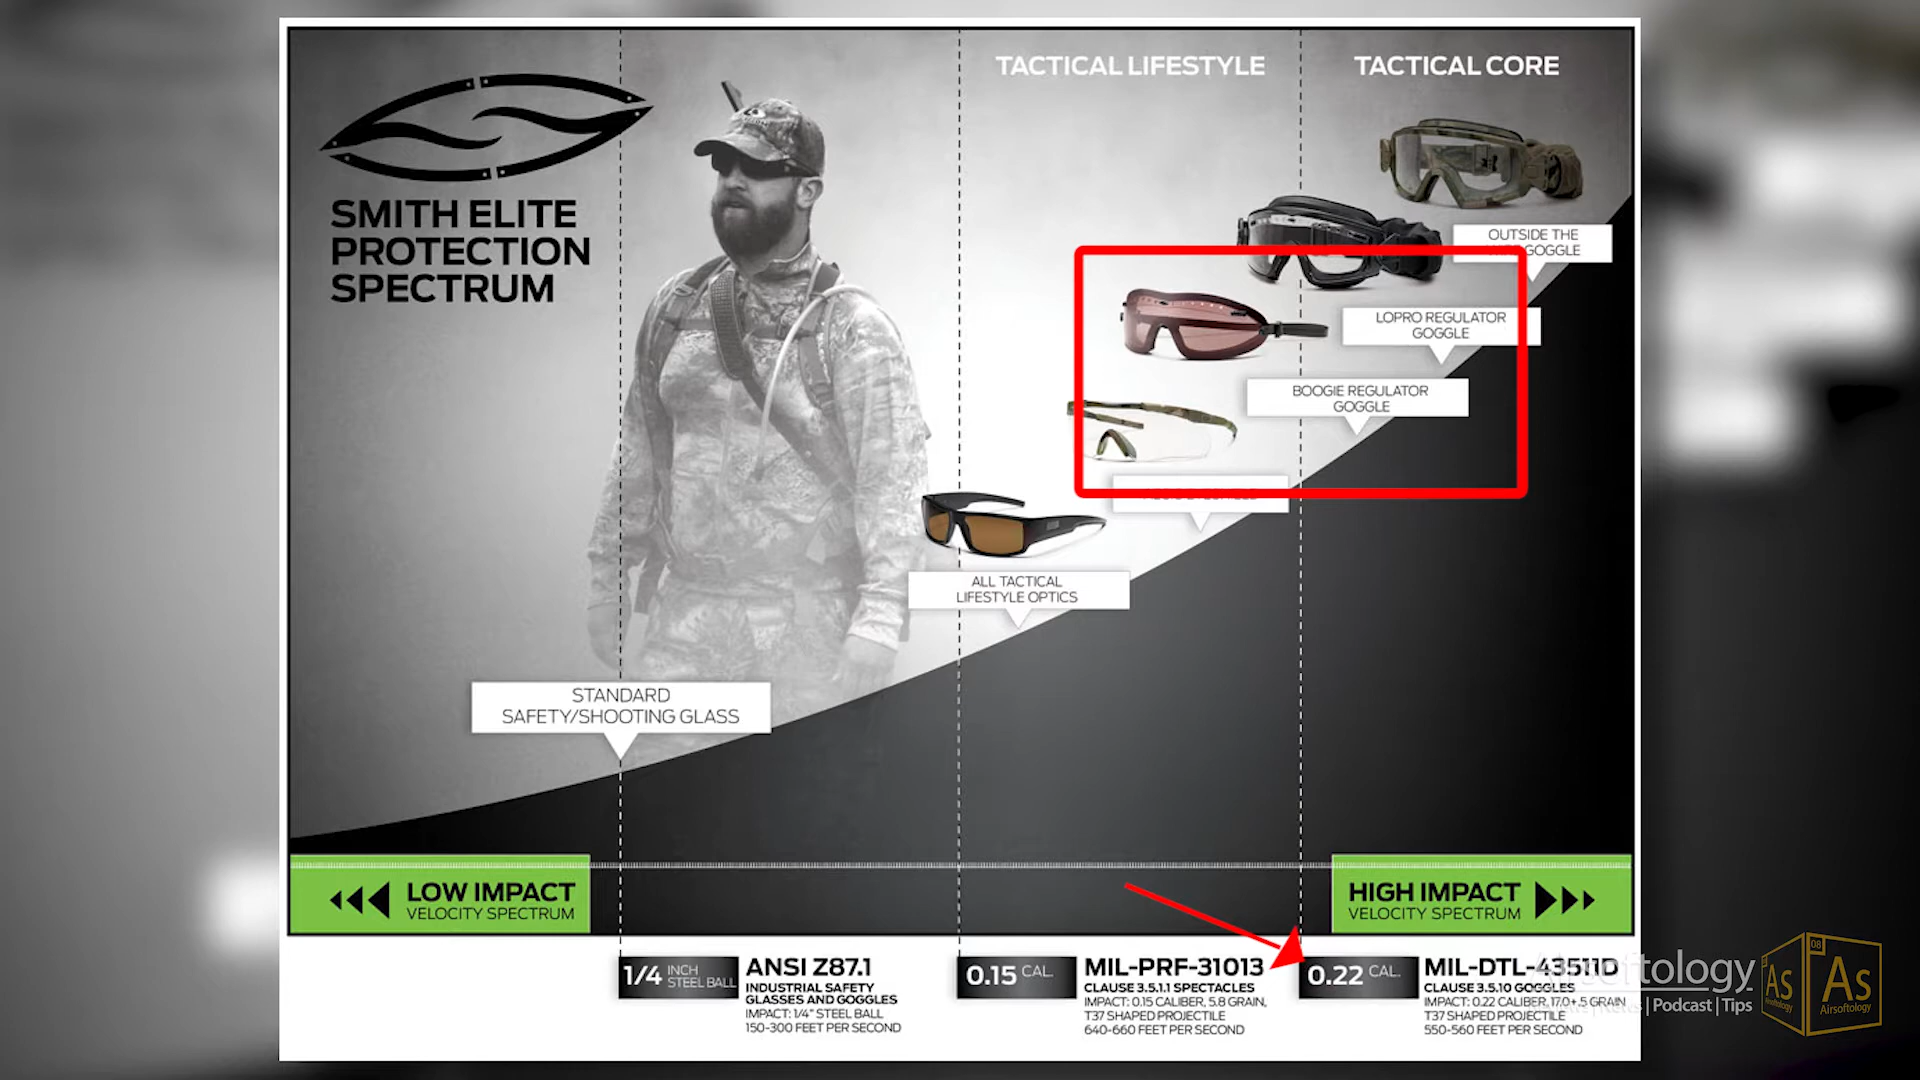 TACTICAL LIFESTYLE
TACTICAL CORE
SMITH ELITE
PROTECTION
SPECTRUM
OUTSIDE THE
GOGGLE
LOPRO REGULATOR
GOGGLE
BOOGIE REGULATOR
GOGGLE
ALL TACTICAL
LIFESTYLE OPTICS
STANDARD
SAFETY/SHOOTING GLASS
LOW IMPACT
VELOCITY SPECTRUM
HIGH IMPACT
VELOCITY SPECTRUM
1/4 INCH
STEEL BALL
ANSI Z87.1
INDUSTRIAL SAFETY
GLASSES AND GOGGLES
IMPACT: 1/4" STEEL BALL
150-300 FEET PER SECOND
0.15 CAL.
MIL-PRF-31013
CLAUSE 3.5.1.1 SPECTACLES
IMPACT: 0.15 CALIBER, 5.8 GRAIN,
T37 SHAPED PROJECTILE
640-660 FEET PER SECOND
0.22 CAL.
MIL-DTL-43511D
CLAUSE 3.5.10 GOGGLES
IMPACT: 0.22 CALIBER, 17.0+.5 GRAIN
T37 SHAPED PROJECTILE
550-560 FEET PER SECOND
Airsoftology
| News | Podcast | Tips
08
As
Airsoftology
As
Airsoftology